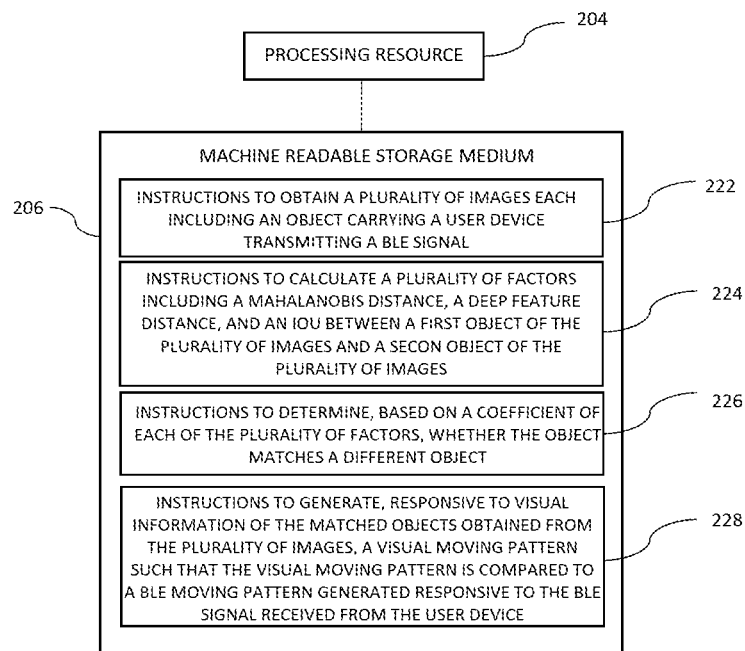 204
PROCESSING RESOURCE
MACHINE READABLE STORAGE MEDIUM
206
INSTRUCTIONS TO OBTAIN A PLURALITY OF IMAGES EACH
INCLUDING AN OBJECT CARRYING A USER DEVICE
TRANSMITTING A BLE SIGNAL
222
INSTRUCTIONS TO CALCULATE A PLURALITY OF FACTORS
INCLUDING A MAHALANOBIS DISTANCE, A DEEP FEATURE
DISTANCE, AND AN IOU BETWEEN A FIRST OBJECT OF THE
PLURALITY OF IMAGES AND A SECON OBJECT OF THE
PLURALITY OF IMAGES
224
INSTRUCTIONS TO DETERMINE, BASED ON A COEFFICIENT OF
EACH OF THE PLURALITY OF FACTORS, WHETHER THE OBJECT
MATCHES A DIFFERENT OBJECT
226
INSTRUCTIONS TO GENERATE, RESPONSIVE TO VISUAL
INFORMATION OF THE MATCHED OBJECTS OBTAINED FROM
THE PLURALITY OF IMAGES, A VISUAL MOVING PATTERN
SUCH THAT THE VISUAL MOVING PATTERN IS COMPARED TO
A BLE MOVING PATTERN GENERATED RESPONSIVE TO THE BLE
SIGNAL RECEIVED FROM THE USER DEVICE
228